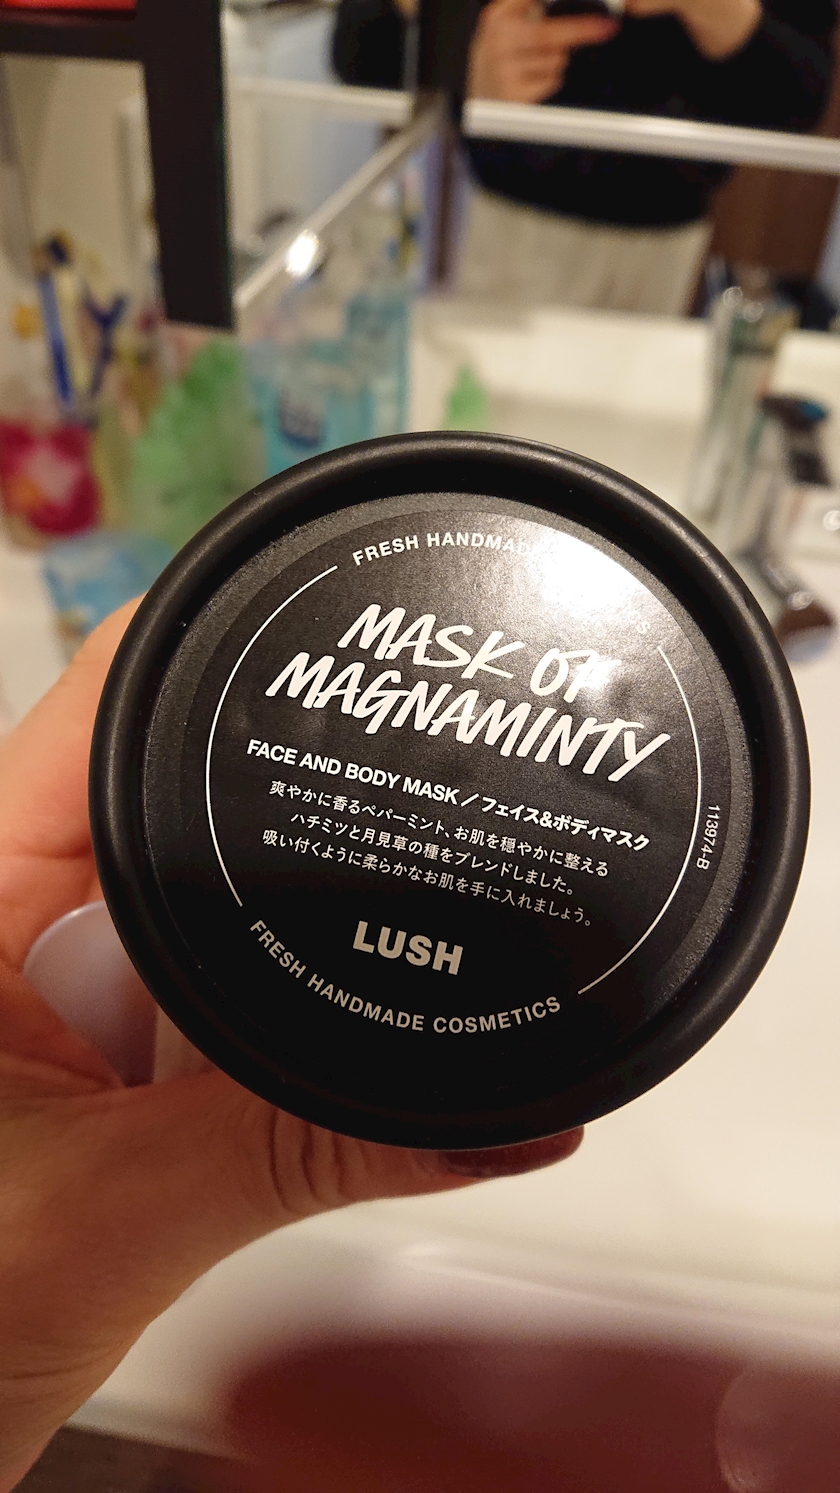 FRESH HANDMADE
MASK OF
MAGNAMINTY
FACE AND BODY MASK／フェイス&ボディマスク
爽やかに香るペパーミント、お肌を穏やかに整える
ハチミツと月見草の種をブレンドしました。
吸い付くように柔らかなお肌を手に入れましょう。
LUSH
FRESH HANDMADE COSMETICS
113974-B